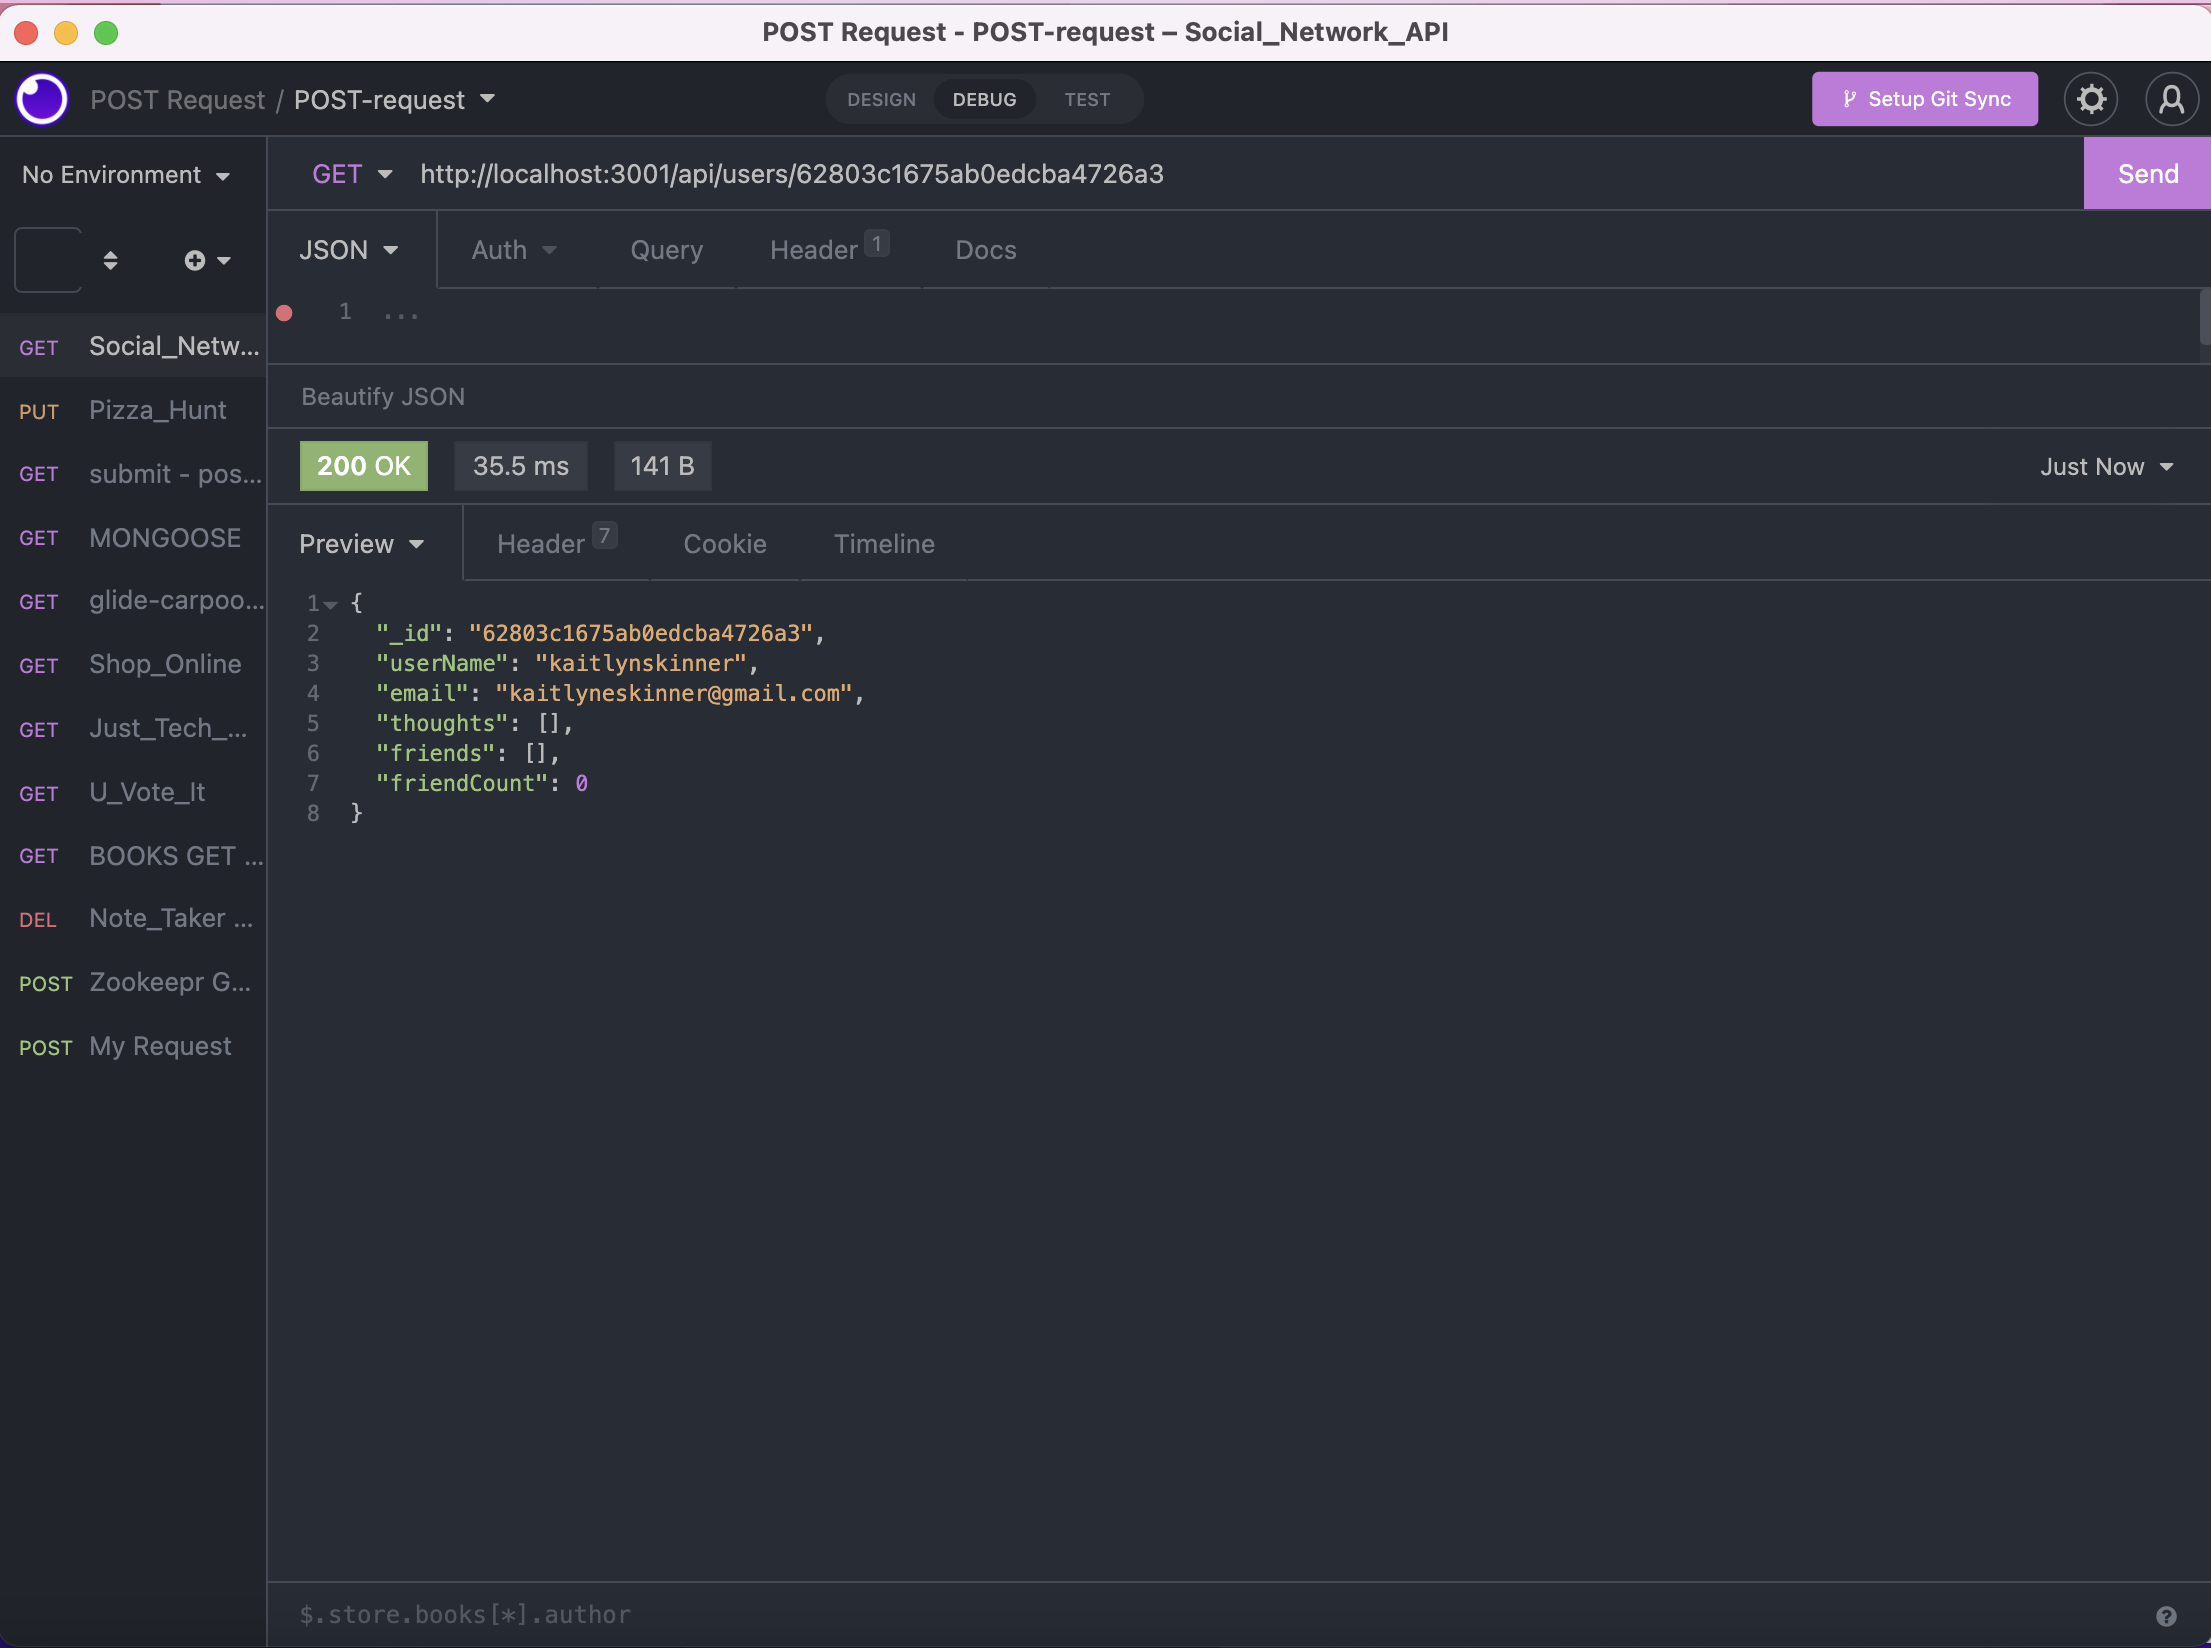 POST Request - POST-request – Social_Network_API
POST Request / POST-request
DESIGN DEBUG TEST
Setup Git Sync
No Environment
GET http://localhost:3001/api/users/62803c1675ab0edcba4726a3
Send
JSON Auth Query Header 1 Docs
1 ...
Beautify JSON
GET Social_Netw...
PUT Pizza_Hunt
GET submit - pos...
GET MONGOOSE
GET glide-carpoo...
GET Shop_Online
GET Just_Tech_...
GET U_Vote_It
GET BOOKS GET ...
DEL Note_Taker ...
POST Zookeepr G...
POST My Request
200 OK 35.5 ms 141 B Just Now
Preview Header 7 Cookie Timeline
1 {
2 "_id": "62803c1675ab0edcba4726a3",
3 "userName": "kaitlynskinner",
4 "email": "kaitlyneskinner@gmail.com",
5 "thoughts": [],
6 "friends": [],
7 "friendCount": 0
8 }
$.store.books[*].author
?